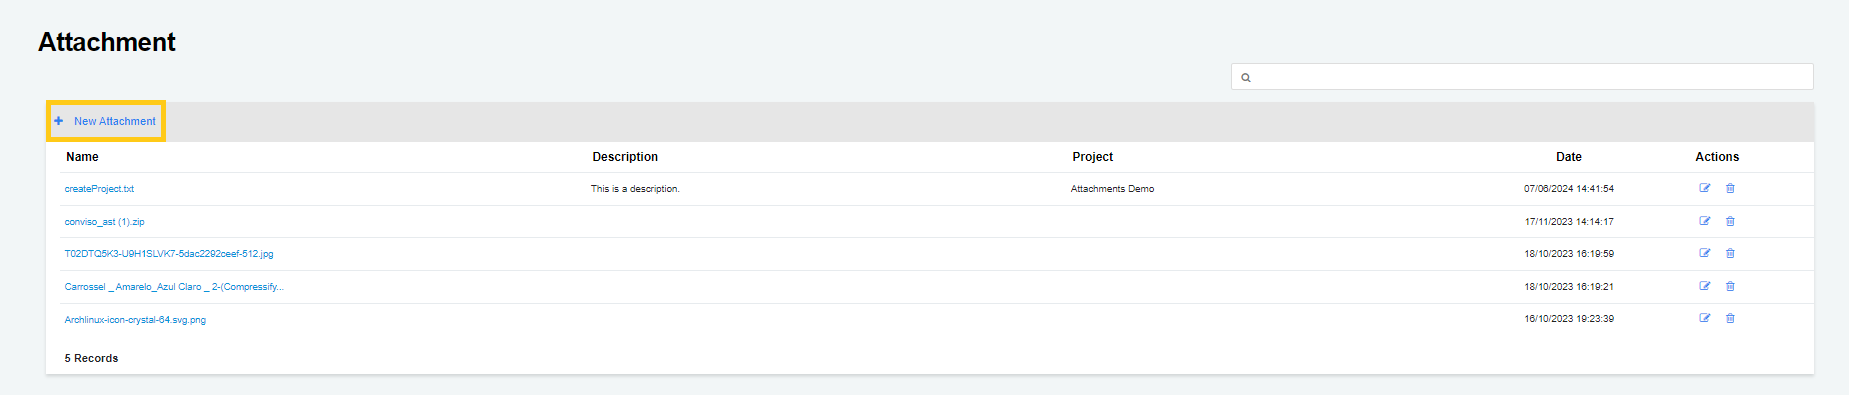 Attachment
New Attachment
Name Description Project Date Actions
createProject.txt This is a description. Attachments Demo 07/06/2024 14:41:54
conviso_ast (1).zip 17/11/2023 14:14:17
T02DTQ5K3-U9H1SLVK7-5dac2292ceef-512.jpg 18/10/2023 16:19:59
Carrossel _ Amarelo_Azul Claro _ 2-(Compressify... 18/10/2023 16:19:21
Archlinux-icon-crystal-64.svg.png 16/10/2023 19:23:39
5 Records